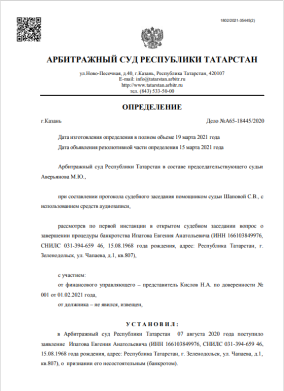 АРБИТРАЖНЫЙ СУД РЕСПУБЛИКИ ТАТАРСТАН
ул.Ново-Песочная, д.40, г.Казань, Республика Татарстан, 420107
E-mail: info@tatarstan.arbitr.ru
http://www.tatarstan.arbitr.ru
тел. (843) 533-50-00
ОПРЕДЕЛЕНИЕ
г.Казань Дело №А65-18445/2020
Дата изготовления определения в полном объеме 19 марта 2021 года
Дата объявления резолютивной части определения 15 марта 2021 года
Арбитражный суд Республики Татарстан в составе председательствующего судьи
Аверьянова М.Ю.,
при составлении протокола судебного заседания помощником судьи Шаповой С.В., с
использованием средств аудиозаписи,
рассмотрев по первой инстанции в открытом судебном заседании вопрос о
завершении процедуры банкротства Игнатова Евгения Анатольевича (ИНН 166103849976,
СНИЛС 031-394-659 46, 15.08.1968 года рождения, адрес: Республика Татарстан, г.
Зеленодольск, ул. Чапаева, д.1, кв.807),
с участием:
от финансового управляющего – представитель Кислов Н.А. по доверенности №
001 от 01.02.2021 года,
от должника – не явился, извещен,
У С Т А Н О В И Л :
в Арбитражный суд Республики Татарстан 07 августа 2020 года поступило
заявление Игнатова Евгения Анатольевича (ИНН 166103849976, СНИЛС 031-394-659 46,
15.08.1968 года рождения, адрес: Республика Татарстан, г. Зеленодольск, ул. Чапаева, д.1,
кв.807), о признании его несостоятельным (банкротом).